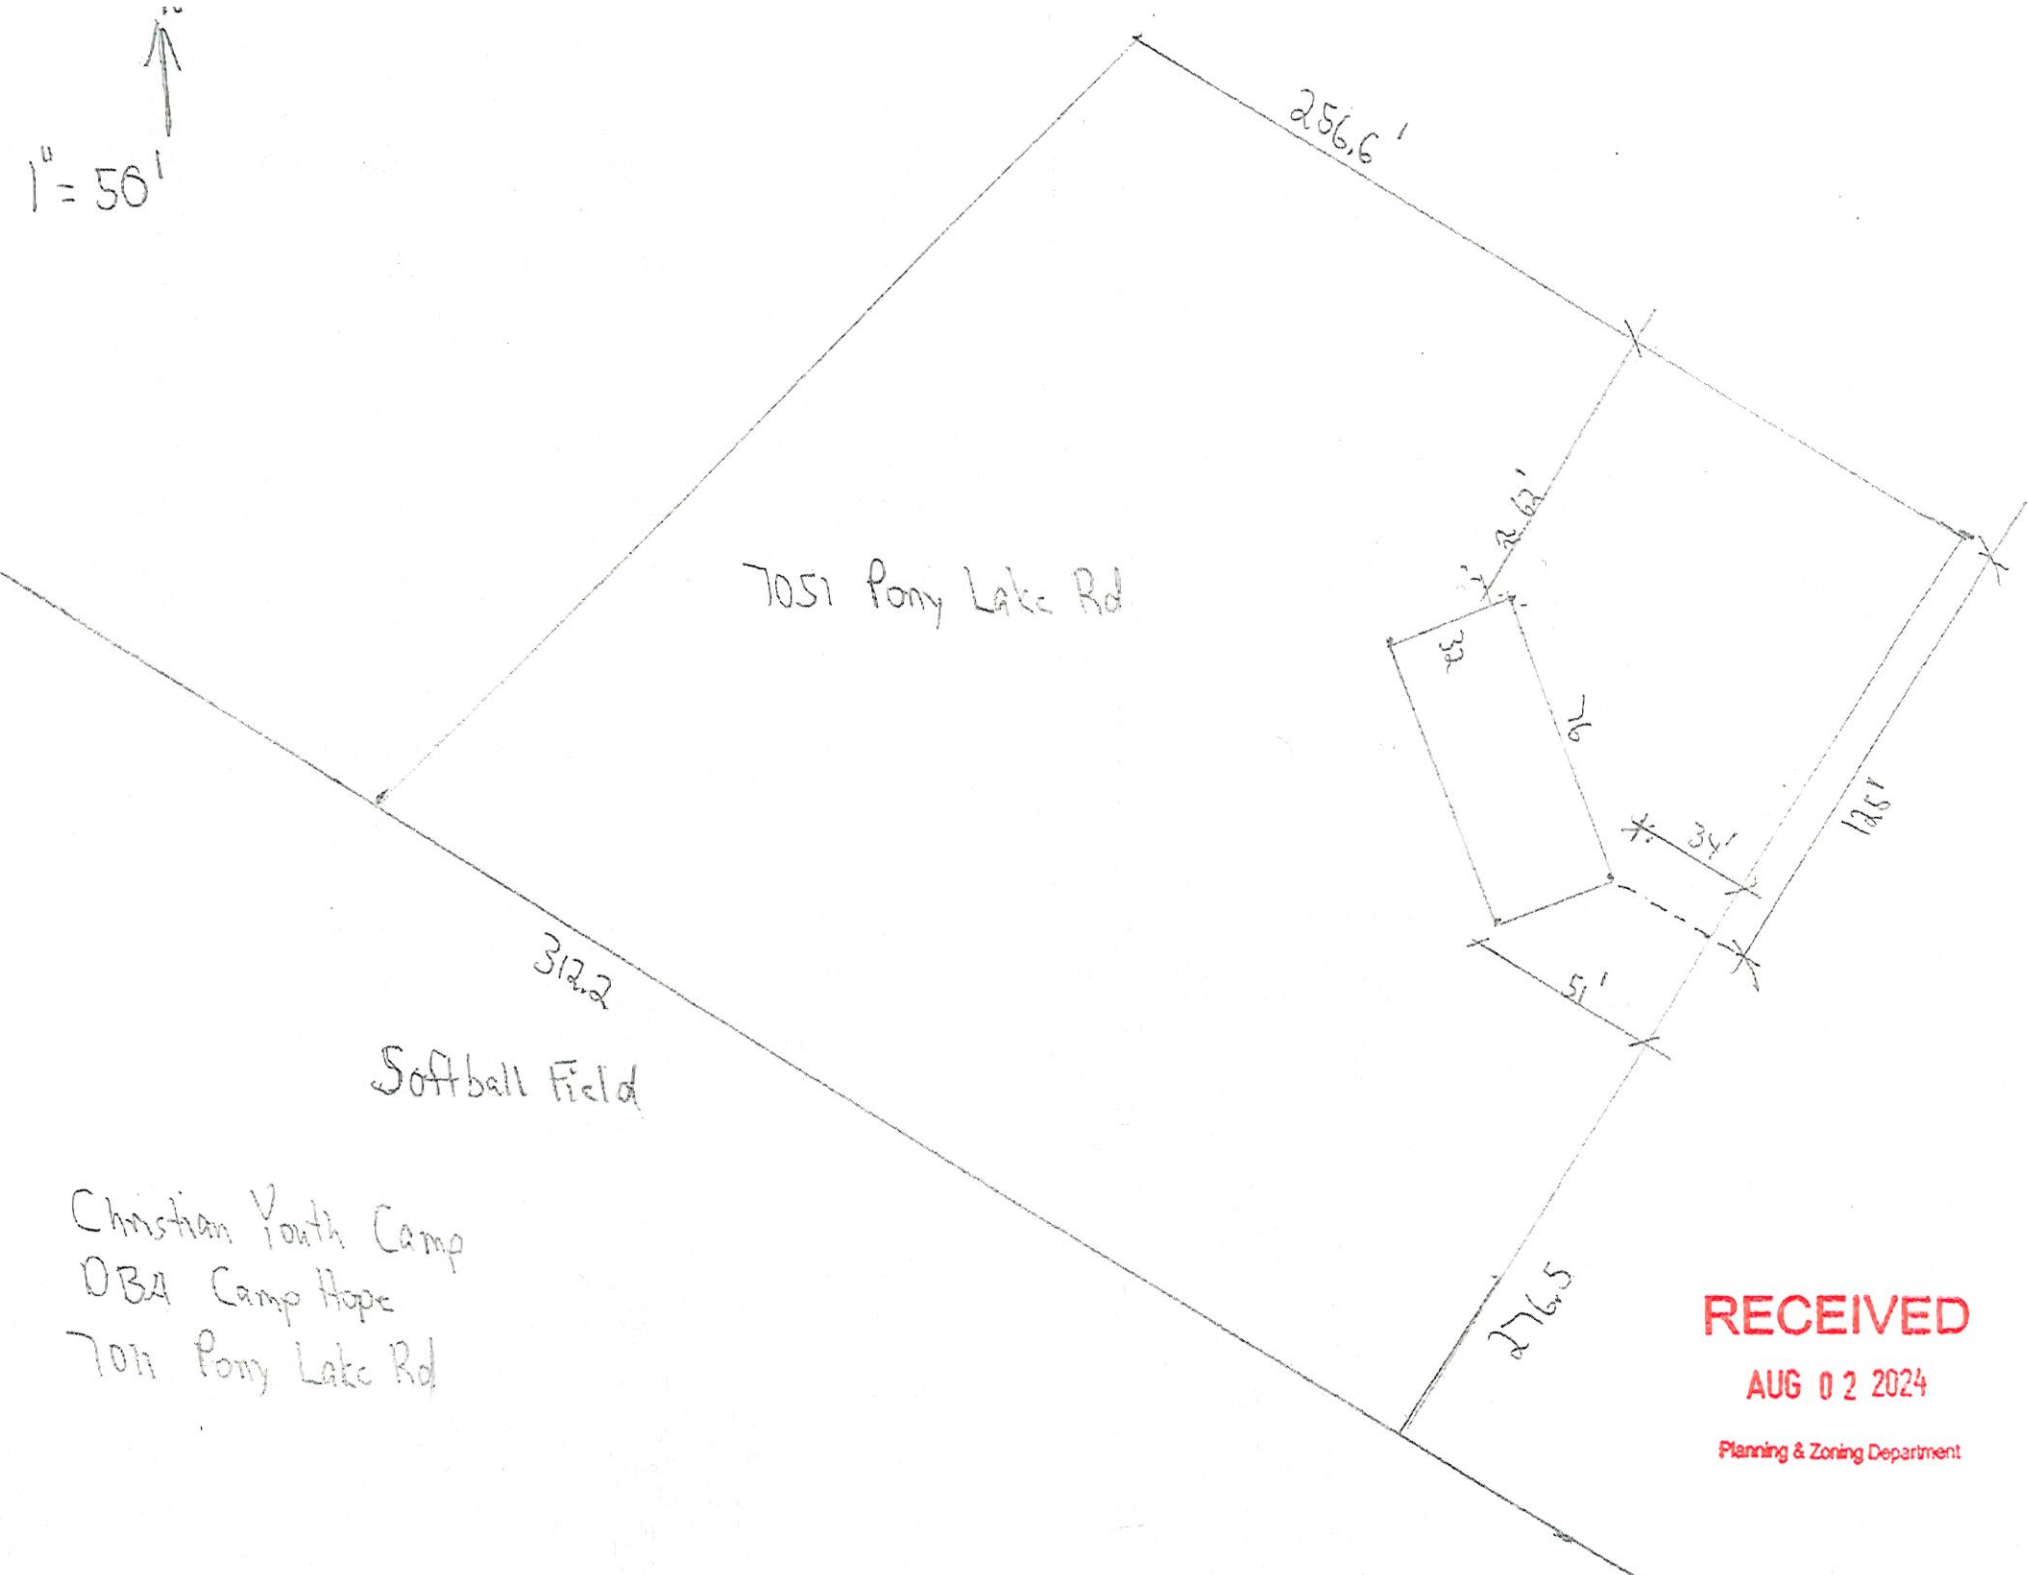 1" = 50'
256.6'
≈ 62'
7051 Pony Lake Rd
32
76
34'
125'
51'
312.2
Softball Field
276.5
Christian Youth Camp
DBA Camp Hope
7011 Pony Lake Rd
RECEIVED
AUG 02 2024
Planning & Zoning Department